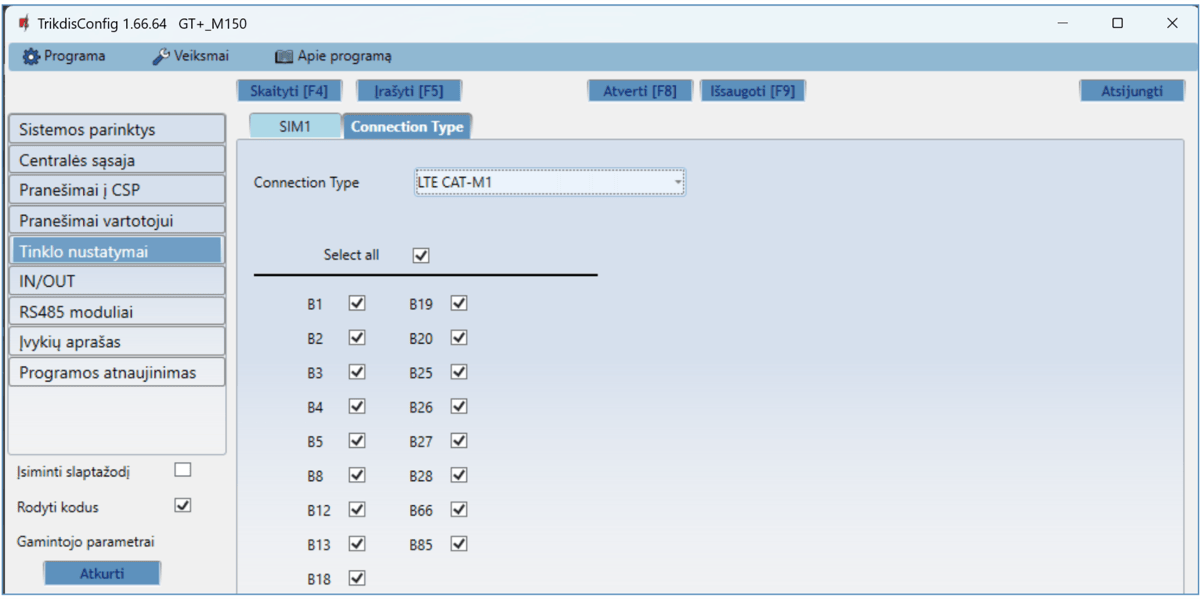 TrikdisConfig 1.66.64 GT+_M150
Programa Veiksmai Apie programą
Skaityti [F4] Įrašyti [F5] Atverti [F8] Išsaugoti [F9] Atsijungti
Sistemos parinktys
Centralės sąsaja
Pranešimai į CSP
Pranešimai vartotojui
Tinklo nustatymai
IN/OUT
RS485 moduliai
Įvykių aprašas
Programos atnaujinimas
Įsiminti slaptažodį
Rodyti kodus
Gamintojo parametrai
Atkurti
SIM1 Connection Type
Connection Type LTE CAT-M1
Select all
B1 B19
B2 B20
B3 B25
B4 B26
B5 B27
B8 B28
B12 B66
B13 B85
B18